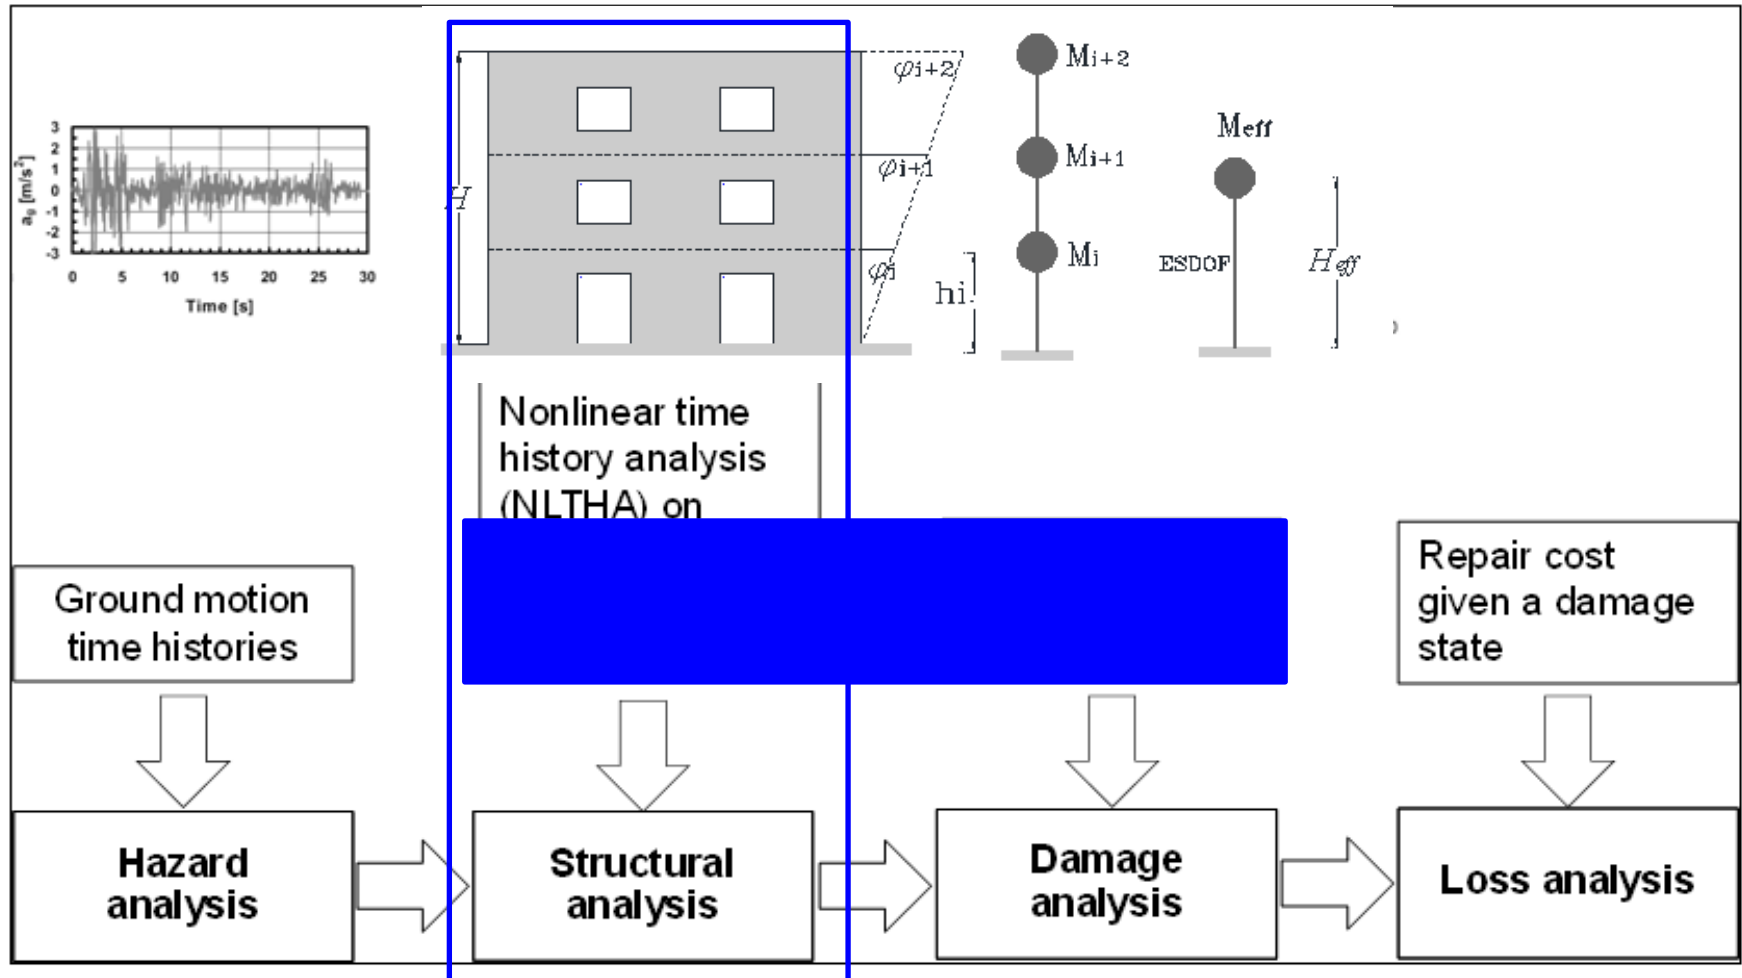 φi+2
Mi+2
Meff
3
2
1
0
-1
-2
-3
ag [m/s²]
0 5 10 15 20 25 30
Time [s]
H
φi+1
Mi+1
φi
Mi
hi
ESDOF
Heff
Nonlinear time
history analysis
(NLTHA) on
Ground motion
time histories
Repair cost
given a damage
state
Hazard
analysis
Structural
analysis
Damage
analysis
Loss analysis